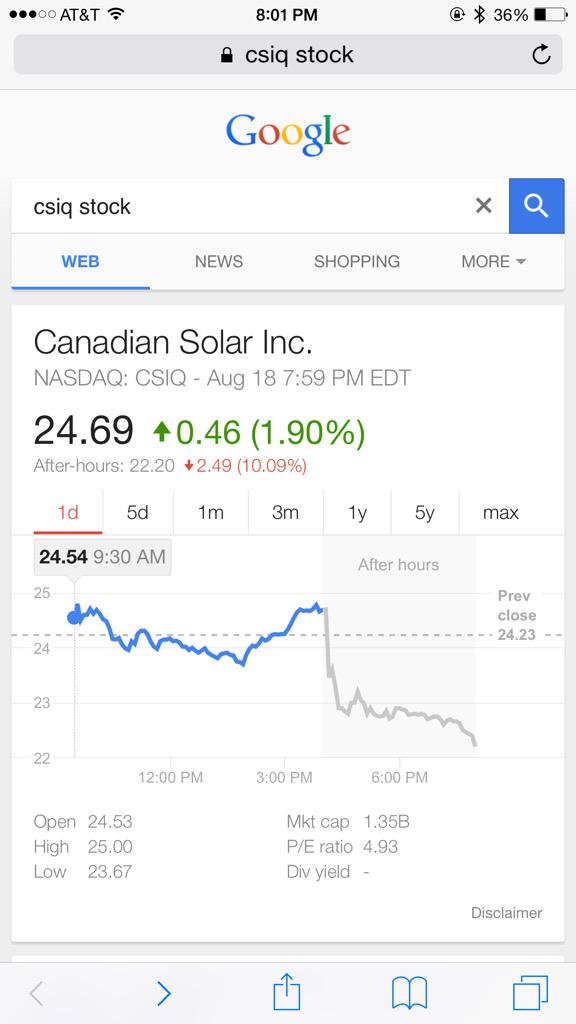 AT&T 8:01 PM 36%
csiq stock
Google
csiq stock
WEB NEWS SHOPPING MORE
Canadian Solar Inc.
NASDAQ: CSIQ - Aug 18 7:59 PM EDT
24.69 0.46 (1.90%)
After-hours: 22.20 2.49 (10.09%)
1d 5d 1m 3m 1y 5y max
24.54 9:30 AM
After hours
25
Prev
close
24.23
24
23
22
12:00 PM 3:00 PM 6:00 PM
Open 24.53 Mkt cap 1.35B
High 25.00 P/E ratio 4.93
Low 23.67 Div yield -
Disclaimer